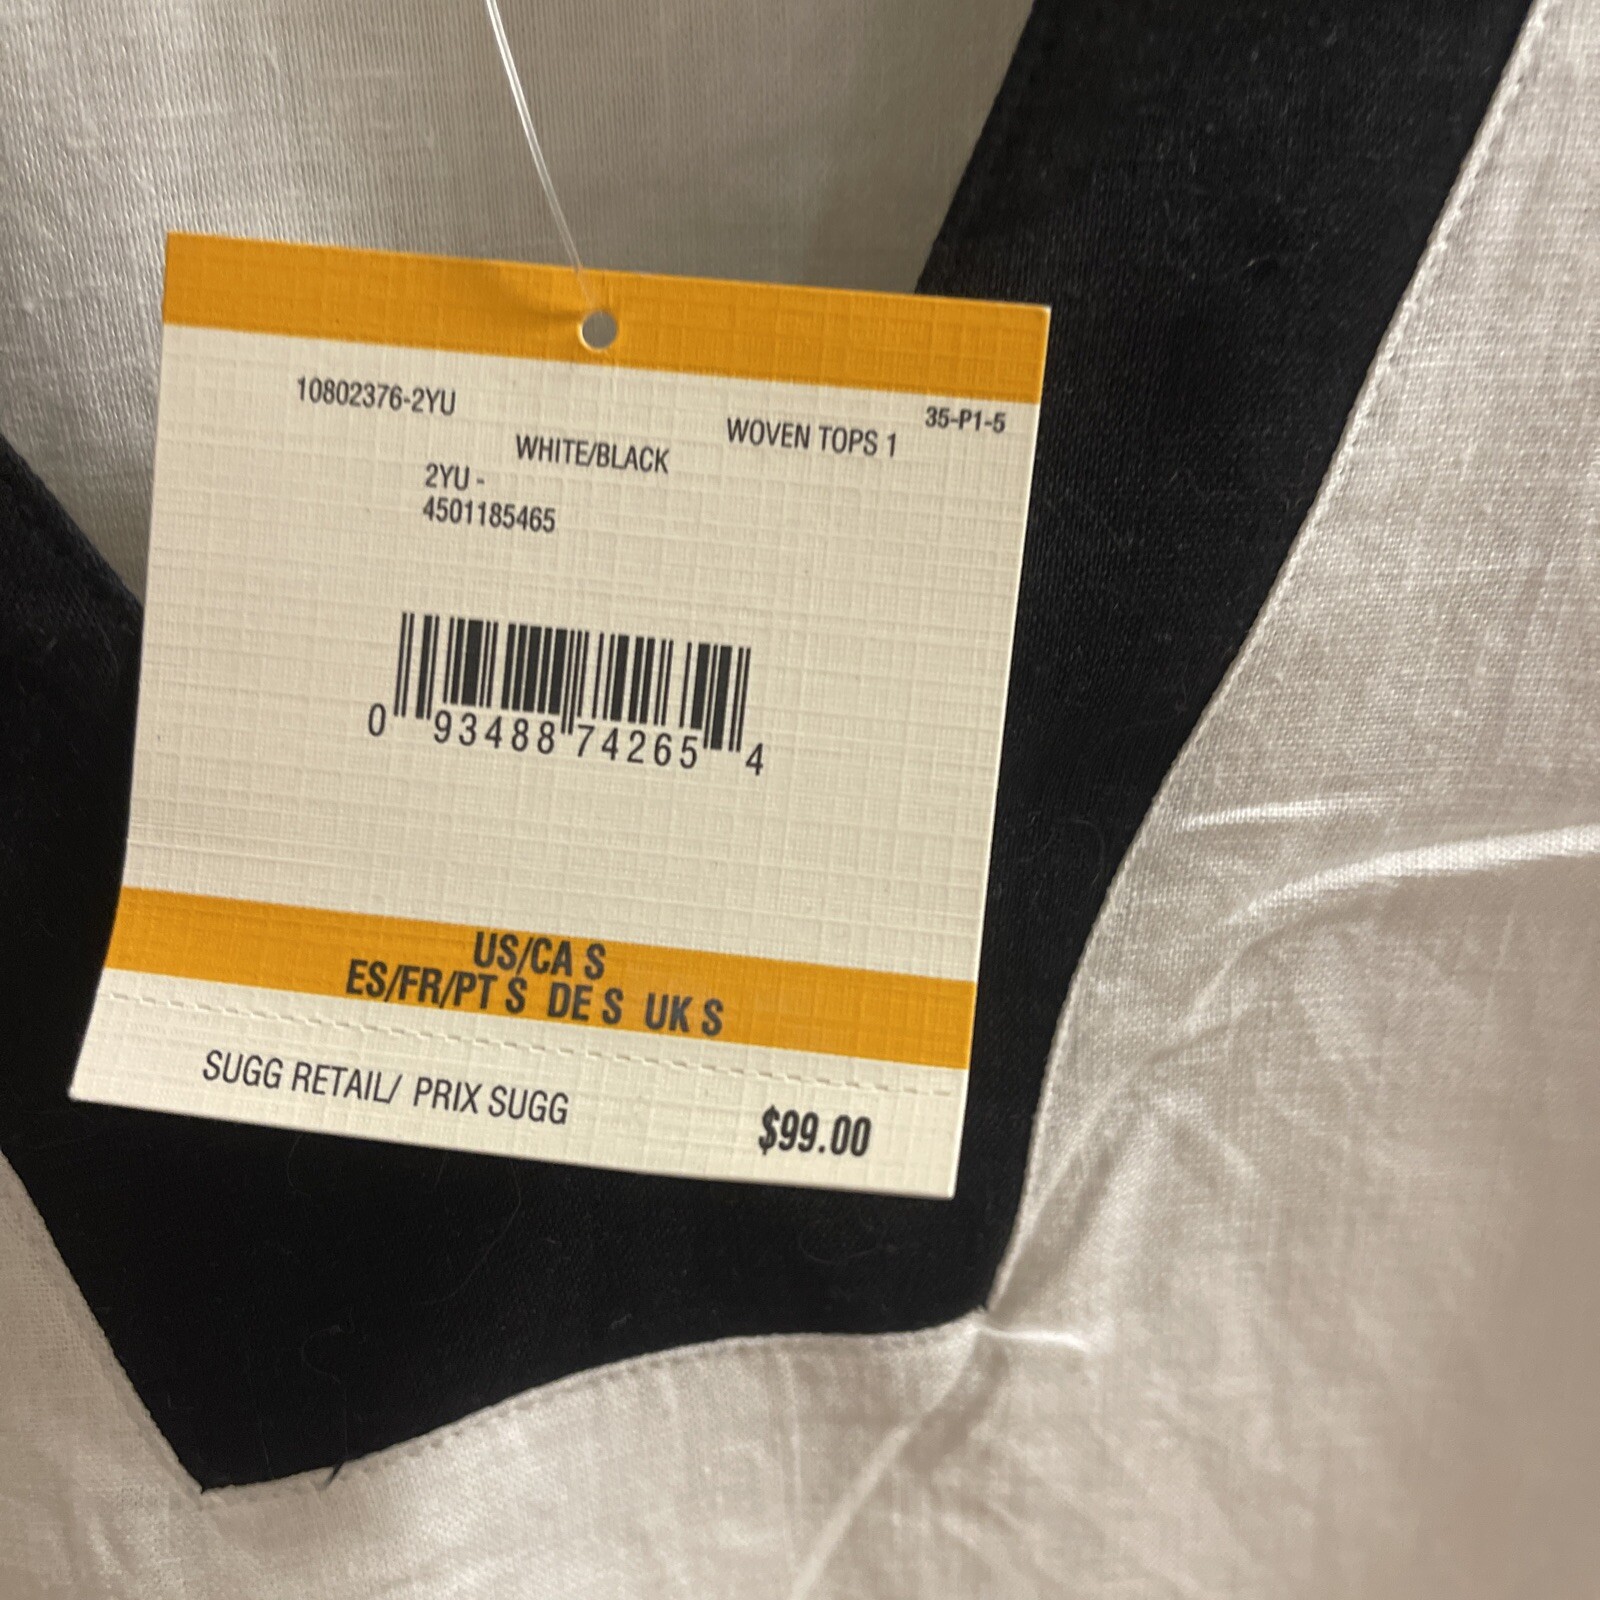 10802376-2YU
35-P1-5
WOVEN TOPS 1
WHITE/BLACK
2YU -
4501185465
0 93488 74265 4
US/CA S
ES/FR/PT S DE S UK S
SUGG RETAIL/ PRIX SUGG $99.00